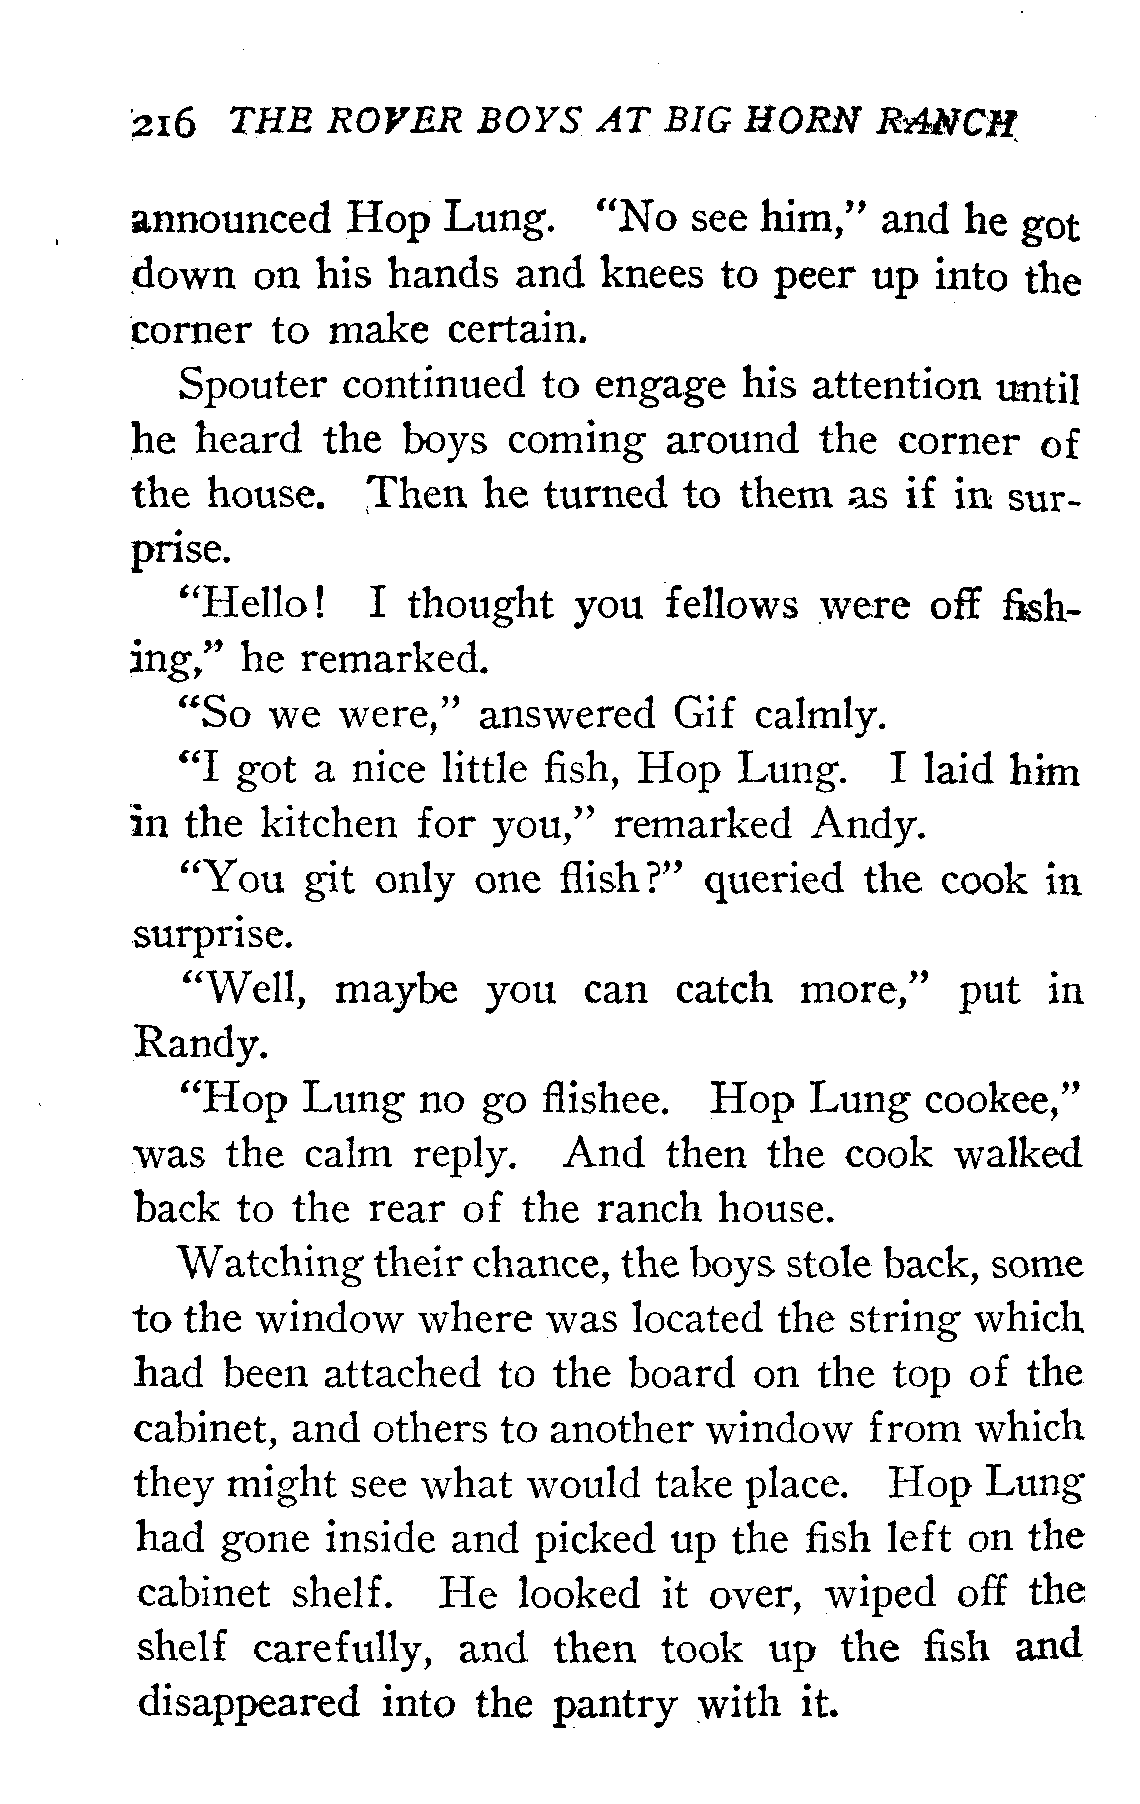 216 THE ROVER BOYS AT BIG HORN RANCH
announced Hop Lung. "No see him," and he got
down on his hands and knees to peer up into the
corner to make certain.
Spouter continued to engage his attention until
he heard the boys coming around the corner of
the house. Then he turned to them as if in sur-
prise.
"Hello! I thought you fellows were off fish-
ing," he remarked.
"So we were," answered Gif calmly.
"I got a nice little fish, Hop Lung. I laid him
in the kitchen for you," remarked Andy.
"You git only one flish?" queried the cook in
surprise.
"Well, maybe you can catch more," put in
Randy.
"Hop Lung no go flishee. Hop Lung cookee,"
was the calm reply. And then the cook walked
back to the rear of the ranch house.
Watching their chance, the boys stole back, some
to the window where was located the string which
had been attached to the board on the top of the
cabinet, and others to another window from which
they might see what would take place. Hop Lung
had gone inside and picked up the fish left on the
cabinet shelf. He looked it over, wiped off the
shelf carefully, and then took up the fish and
disappeared into the pantry with it.